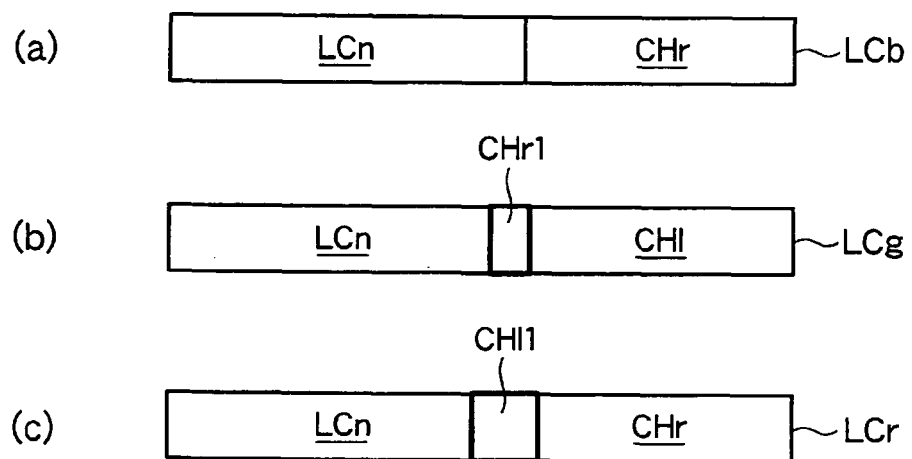 (a) LCn CHr LCb
CHr1
(b) LCn CHl LCg
CHl1
(c) LCn CHr LCr